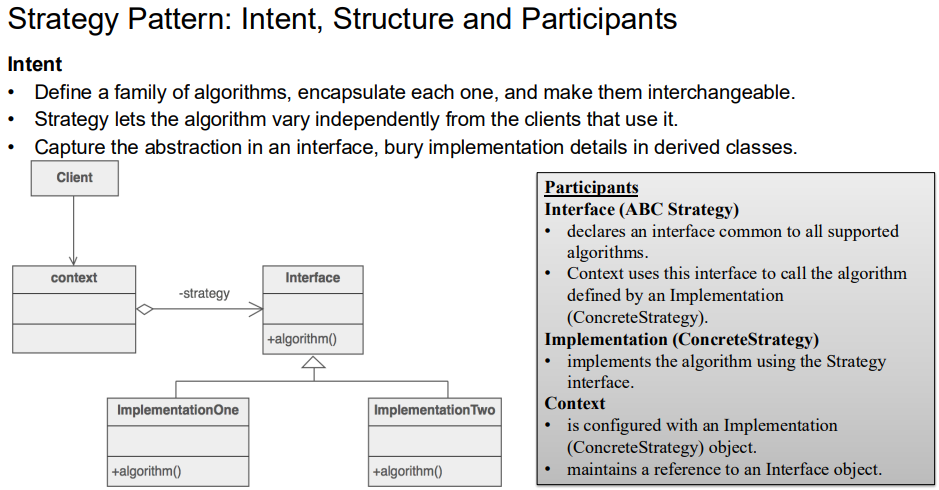 Strategy Pattern: Intent, Structure and Participants
Intent
• Define a family of algorithms, encapsulate each one, and make them interchangeable.
• Strategy lets the algorithm vary independently from the clients that use it.
• Capture the abstraction in an interface, bury implementation details in derived classes.
Client
context
-strategy
Interface
+algorithm()
ImplementationOne
+algorithm()
ImplementationTwo
+algorithm()
Participants
Interface (ABC Strategy)
• declares an interface common to all supported
algorithms.
• Context uses this interface to call the algorithm
defined by an Implementation
(ConcreteStrategy).
Implementation (ConcreteStrategy)
• implements the algorithm using the Strategy
interface.
Context
• is configured with an Implementation
(ConcreteStrategy) object.
• maintains a reference to an Interface object.